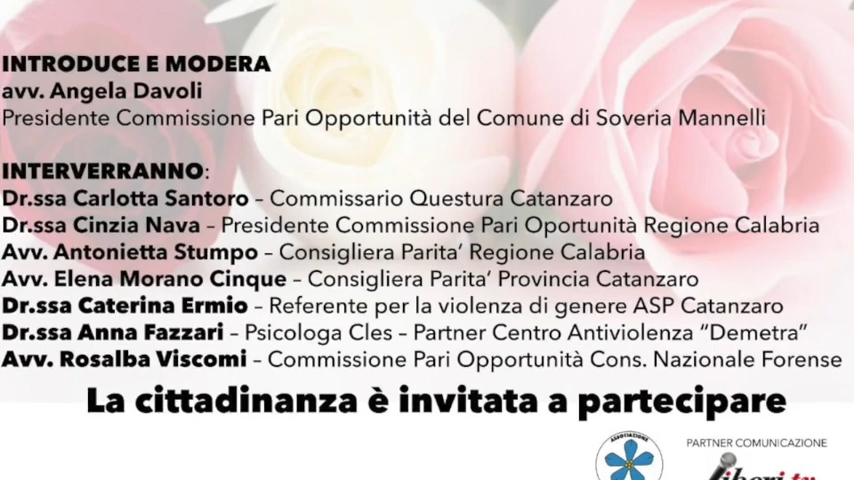 INTRODUCE E MODERA
avv. Angela Davoli
Presidente Commissione Pari Opportunità del Comune di Soveria Mannelli
INTERVERRANNO:
Dr.ssa Carlotta Santoro – Commissario Questura Catanzaro
Dr.ssa Cinzia Nava – Presidente Commissione Pari Oportunità Regione Calabria
Avv. Antonietta Stumpo – Consigliera Parita’ Regione Calabria
Avv. Elena Morano Cinque – Consigliera Parita’ Provincia Catanzaro
Dr.ssa Caterina Ermio – Referente per la violenza di genere ASP Catanzaro
Dr.ssa Anna Fazzari – Psicologa Cles – Partner Centro Antiviolenza “Demetra”
Avv. Rosalba Viscomi – Commissione Pari Opportunità Cons. Nazionale Forense
La cittadinanza è invitata a partecipare
ASSOCIAZIONE
PARTNER COMUNICAZIONE